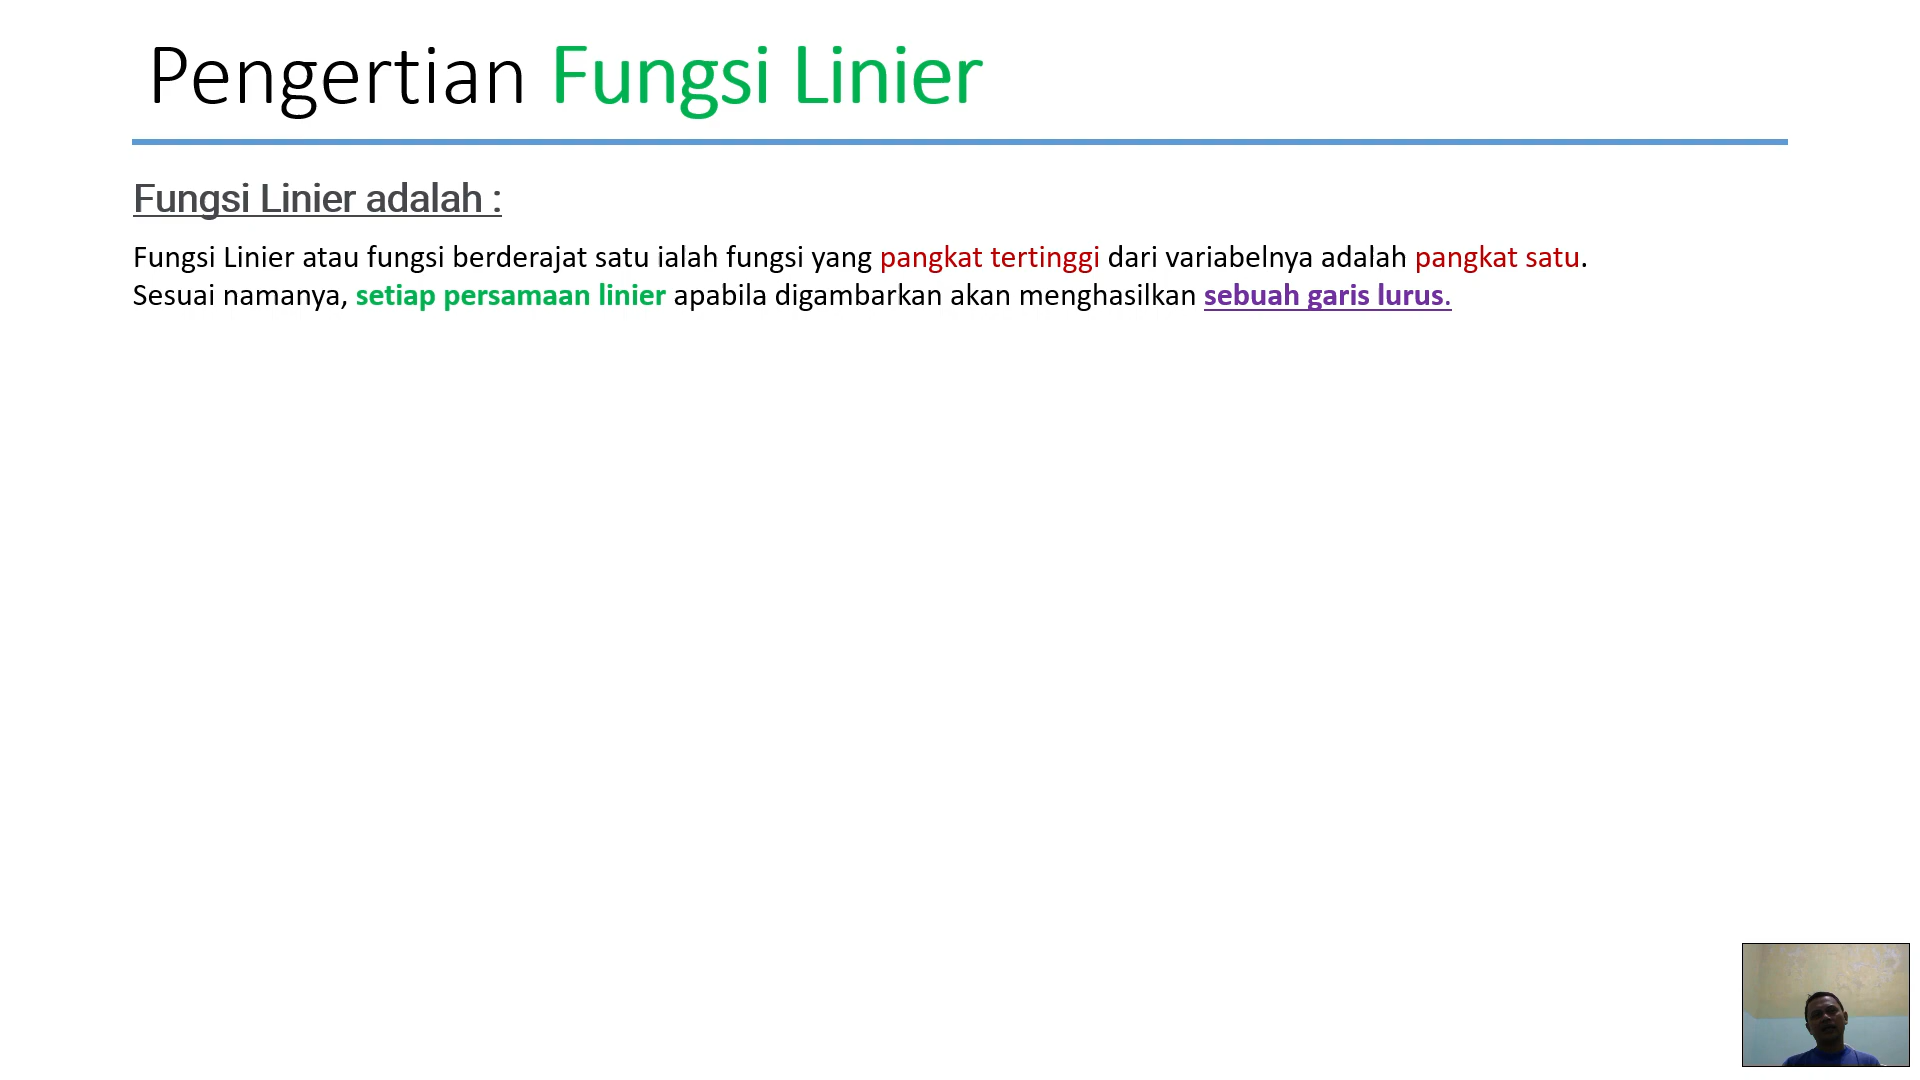 Pengertian Fungsi Linier
Fungsi Linier adalah :
Fungsi Linier atau fungsi berderajat satu ialah fungsi yang pangkat tertinggi dari variabelnya adalah pangkat satu.
Sesuai namanya, setiap persamaan linier apabila digambarkan akan menghasilkan sebuah garis lurus.